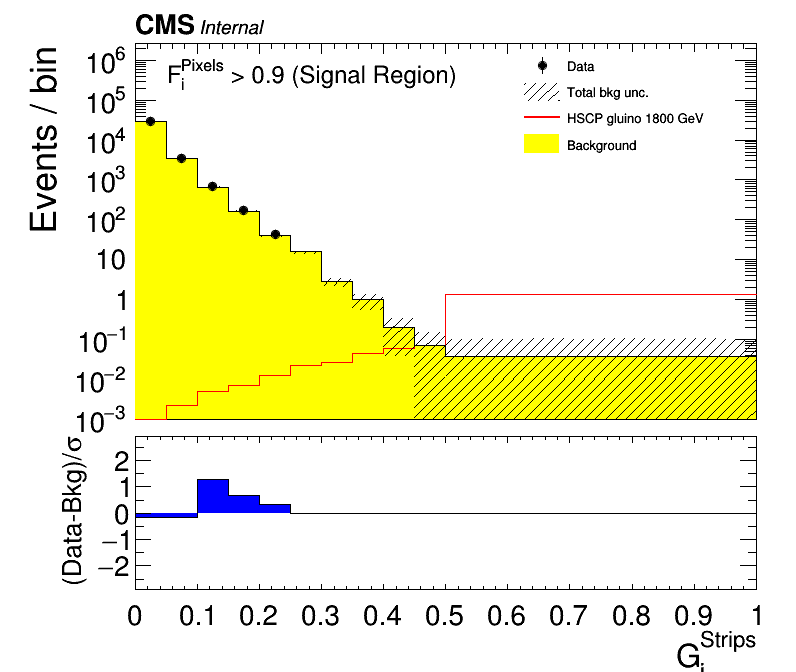 CMS Internal
F_i^Pixels > 0.9 (Signal Region)
Data
Total bkg unc.
HSCP gluino 1800 GeV
Background
Events / bin
10^6
10^5
10^4
10^3
10^2
10
1
10^−1
10^−2
10^−3
(Data-Bkg)/σ
2
1
0
−1
−2
0 0.1 0.2 0.3 0.4 0.5 0.6 0.7 0.8 0.9 1
G_i^Strips